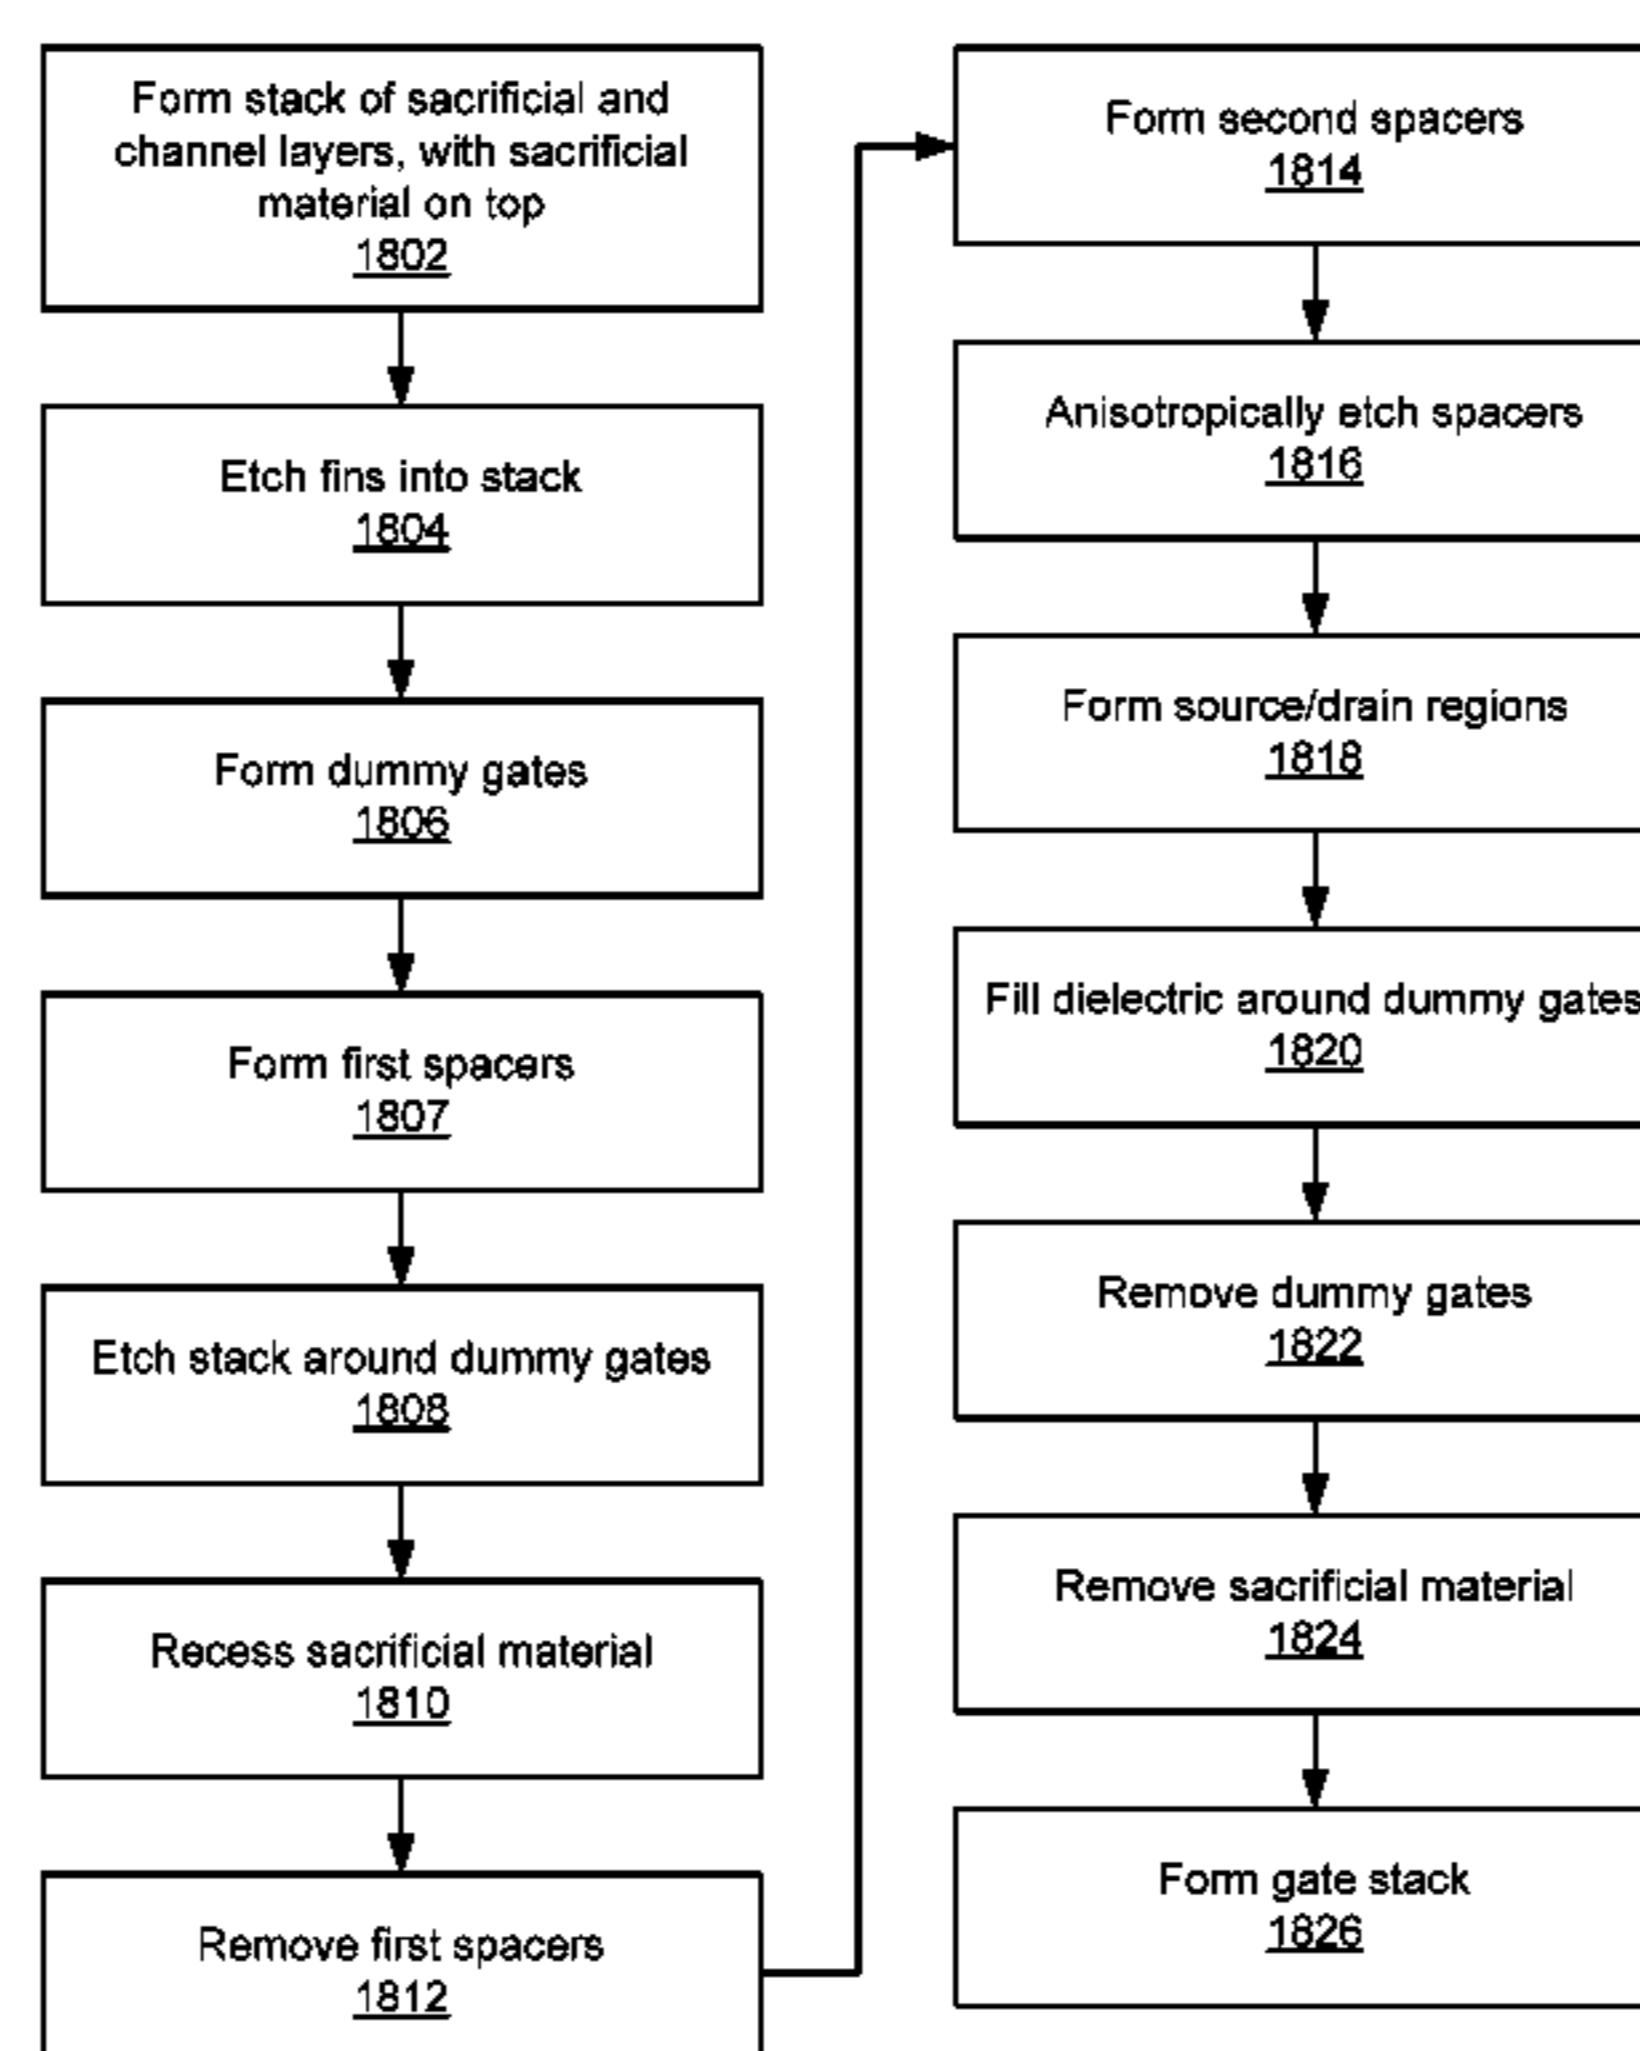 Form stack of sacrificial and
channel layers, with sacrificial
material on top
1802
Etch fins into stack
1804
Form dummy gates
1806
Form first spacers
1807
Etch stack around dummy gates
1808
Recess sacrificial material
1810
Remove first spacers
1812
Form second spacers
1814
Anisotropically etch spacers
1816
Form source/drain regions
1818
Fill dielectric around dummy gates
1820
Remove dummy gates
1822
Remove sacrificial material
1824
Form gate stack
1826